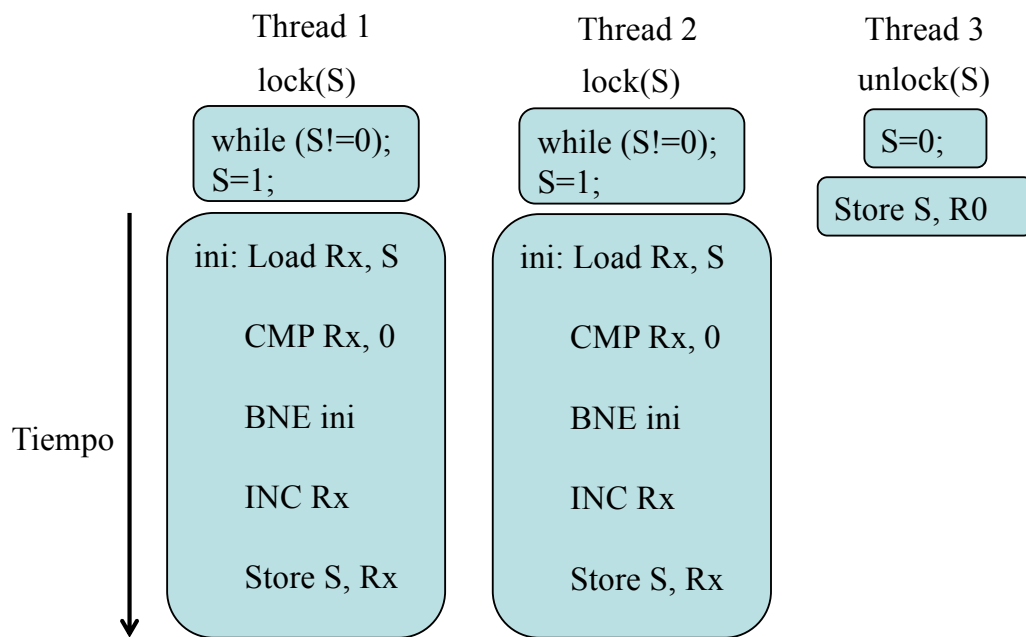 Thread 1
lock(S)
while (S!=0);
S=1;
ini: Load Rx, S
CMP Rx, 0
BNE ini
INC Rx
Store S, Rx
Thread 2
lock(S)
while (S!=0);
S=1;
ini: Load Rx, S
CMP Rx, 0
BNE ini
INC Rx
Store S, Rx
Thread 3
unlock(S)
S=0;
Store S, R0
Tiempo